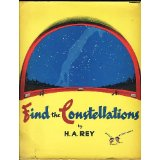 Find the Constellations
by
H.A. REY